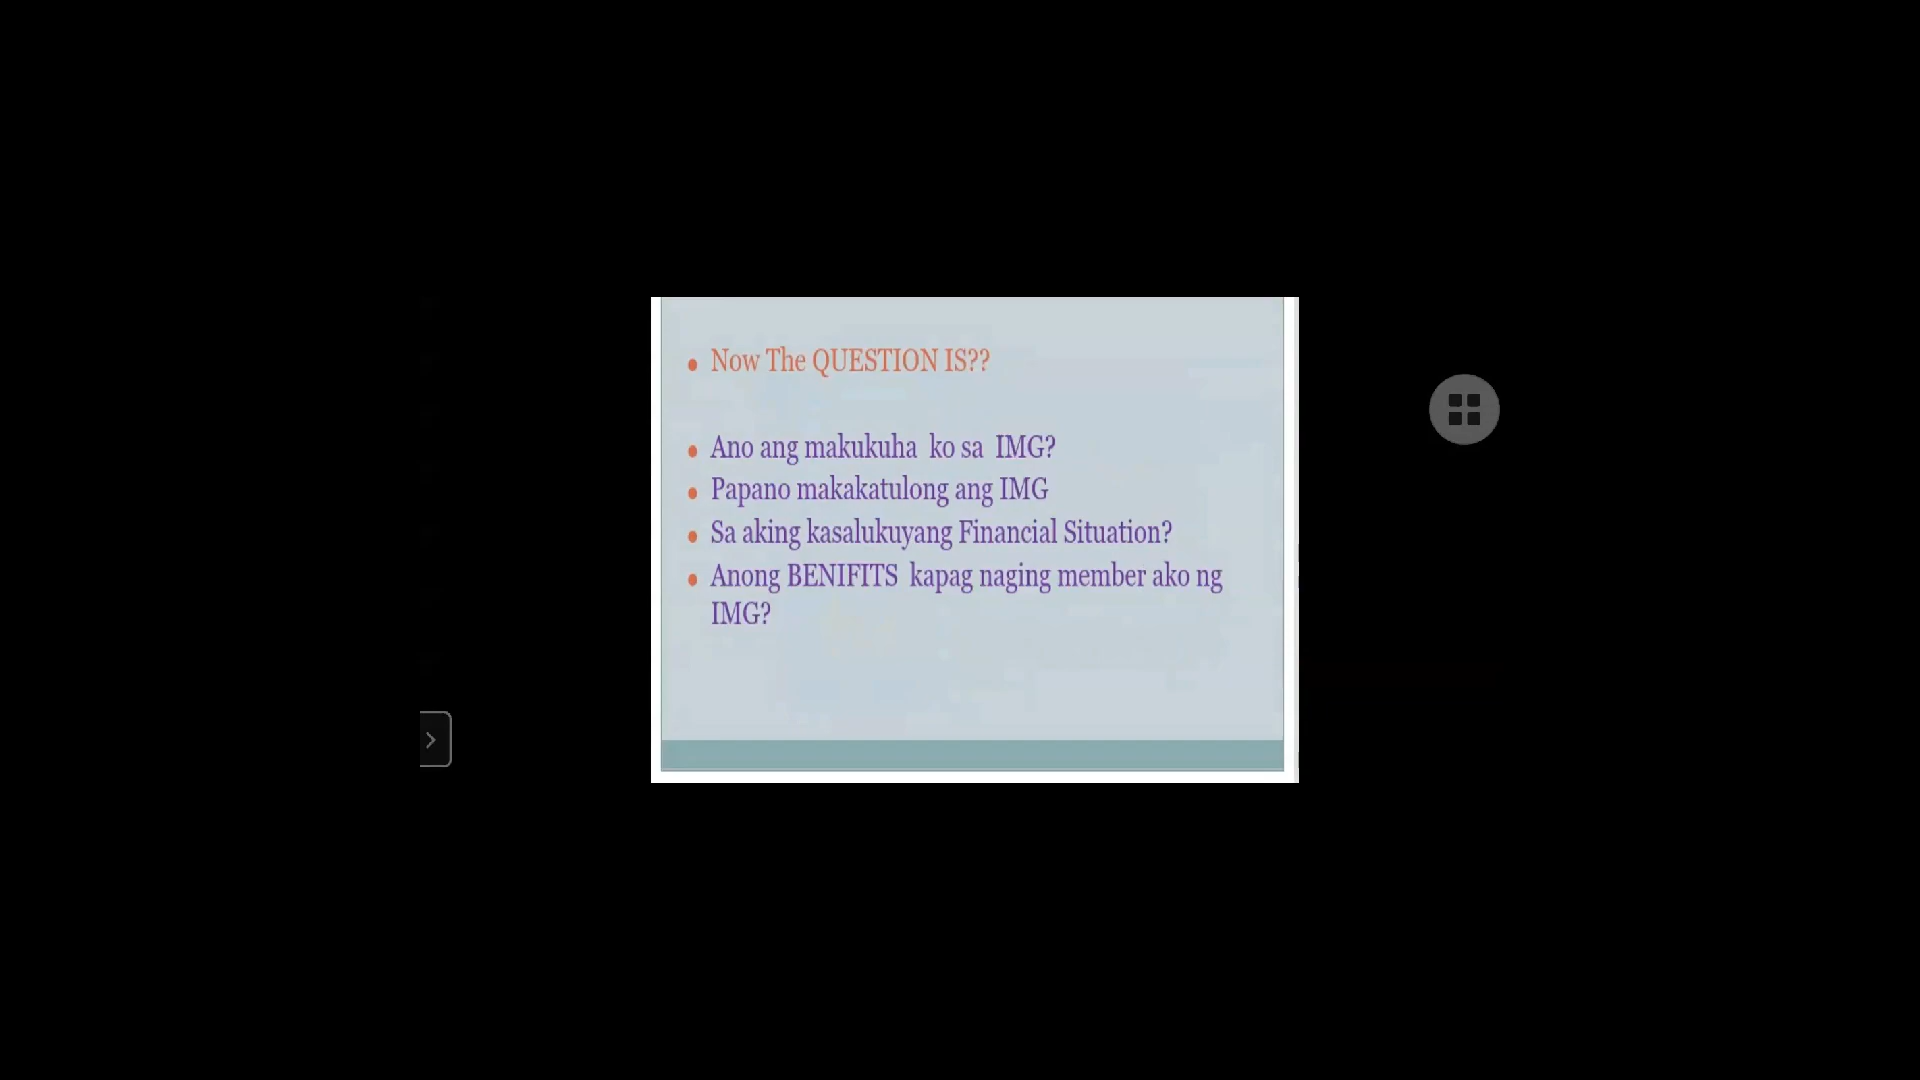 Now The QUESTION IS??
Ano ang makukuha ko sa IMG?
Papano makakatulong ang IMG
Sa aking kasalukuyang Financial Situation?
Anong BENIFITS kapag naging member ako ng
IMG?